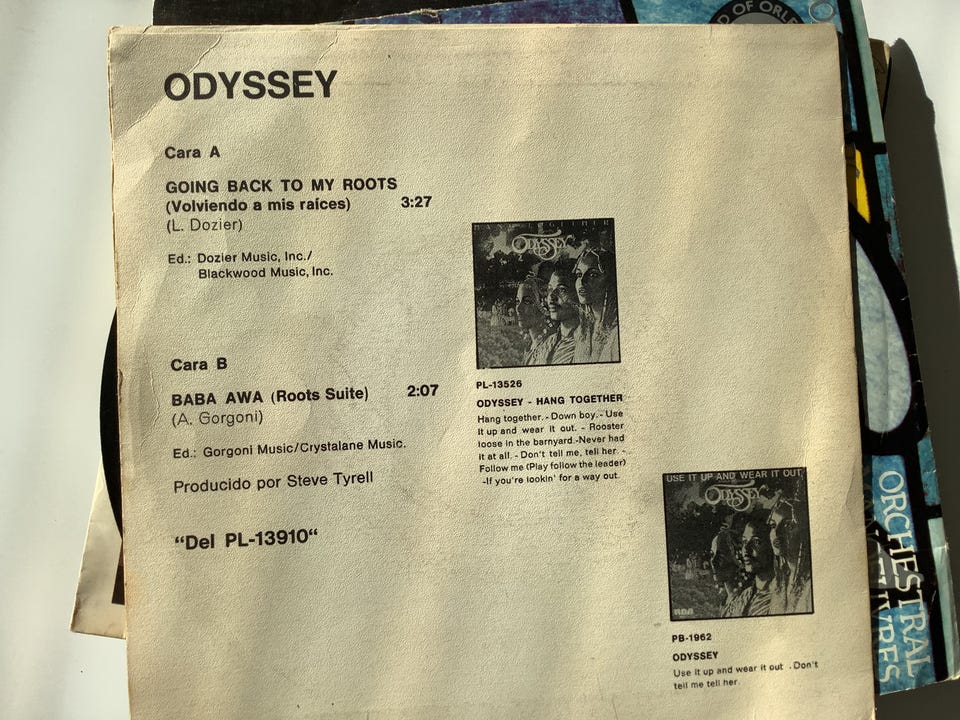 ODYSSEY
Cara A
GOING BACK TO MY ROOTS
(Volviendo a mis raíces) 3:27
(L. Dozier)
Ed.: Dozier Music, Inc./
Blackwood Music, Inc.
Cara B
BABA AWA (Roots Suite) 2:07
(A. Gorgoni)
Ed.: Gorgoni Music/Crystalane Music.
Producido por Steve Tyrell
"Del PL-13910"
HANG TOGETHER
ODYSSEY
PL-13526
ODYSSEY - HANG TOGETHER
Hang together. - Down boy. - Use
it up and wear it out. - Rooster
loose in the barnyard -Never had
it at all. - Don't tell me, tell her. -
Follow me (Play follow the leader)
-If you're lookin' for a way out.
USE IT UP AND WEAR IT OUT
ODYSSEY
RCA
PB-1962
ODYSSEY
Use it up and wear it out . Don't
tell me tell her.
D OF ORLE
ORCHESTRAL